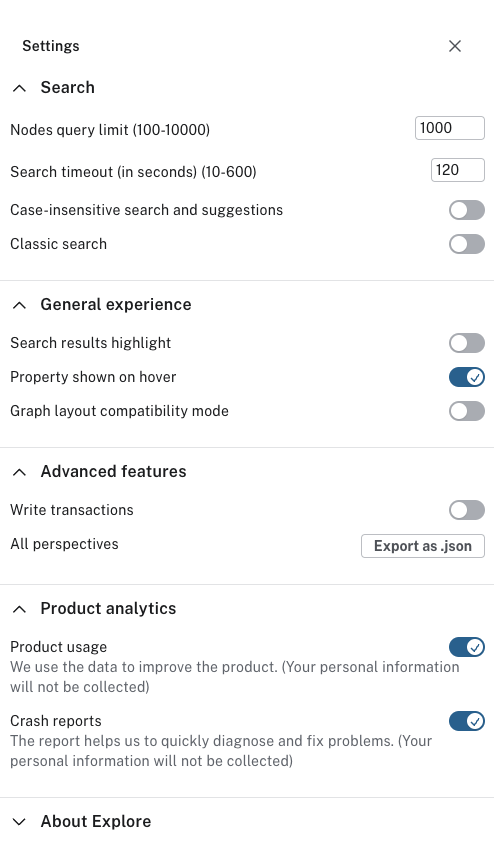 Settings
Search
Nodes query limit (100-10000)
1000
Search timeout (in seconds) (10-600)
120
Case-insensitive search and suggestions
Classic search
General experience
Search results highlight
Property shown on hover
Graph layout compatibility mode
Advanced features
Write transactions
All perspectives
Export as .json
Product analytics
Product usage
We use the data to improve the product. (Your personal information
will not be collected)
Crash reports
The report helps us to quickly diagnose and fix problems. (Your
personal information will not be collected)
About Explore